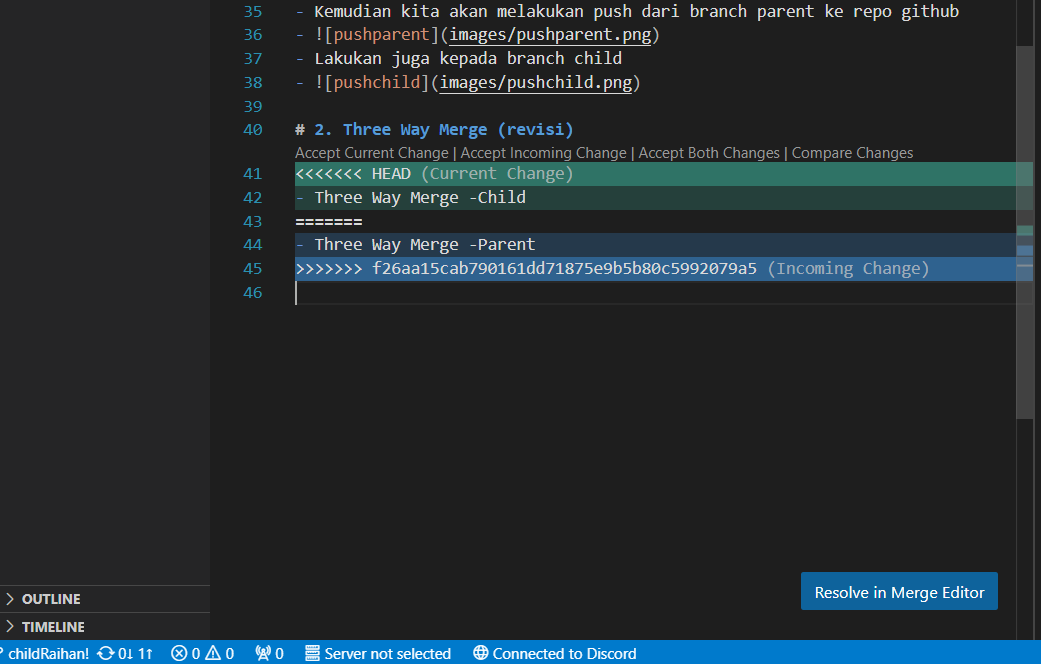 35 - Kemudian kita akan melakukan push dari branch parent ke repo github
36 - ![pushparent](images/pushparent.png)
37 - Lakukan juga kepada branch child
38 - ![pushchild](images/pushchild.png)
39
40 # 2. Three Way Merge (revisi)
Accept Current Change | Accept Incoming Change | Accept Both Changes | Compare Changes
41 <<<<<<< HEAD (Current Change)
42 - Three Way Merge -Child
43 =======
44 - Three Way Merge -Parent
45 >>>>>>> f26aa15cab790161dd71875e9b5b80c5992079a5 (Incoming Change)
46
Resolve in Merge Editor
OUTLINE
TIMELINE
childRaihan! 0↓ 1↑ 0 0 0 Server not selected Connected to Discord